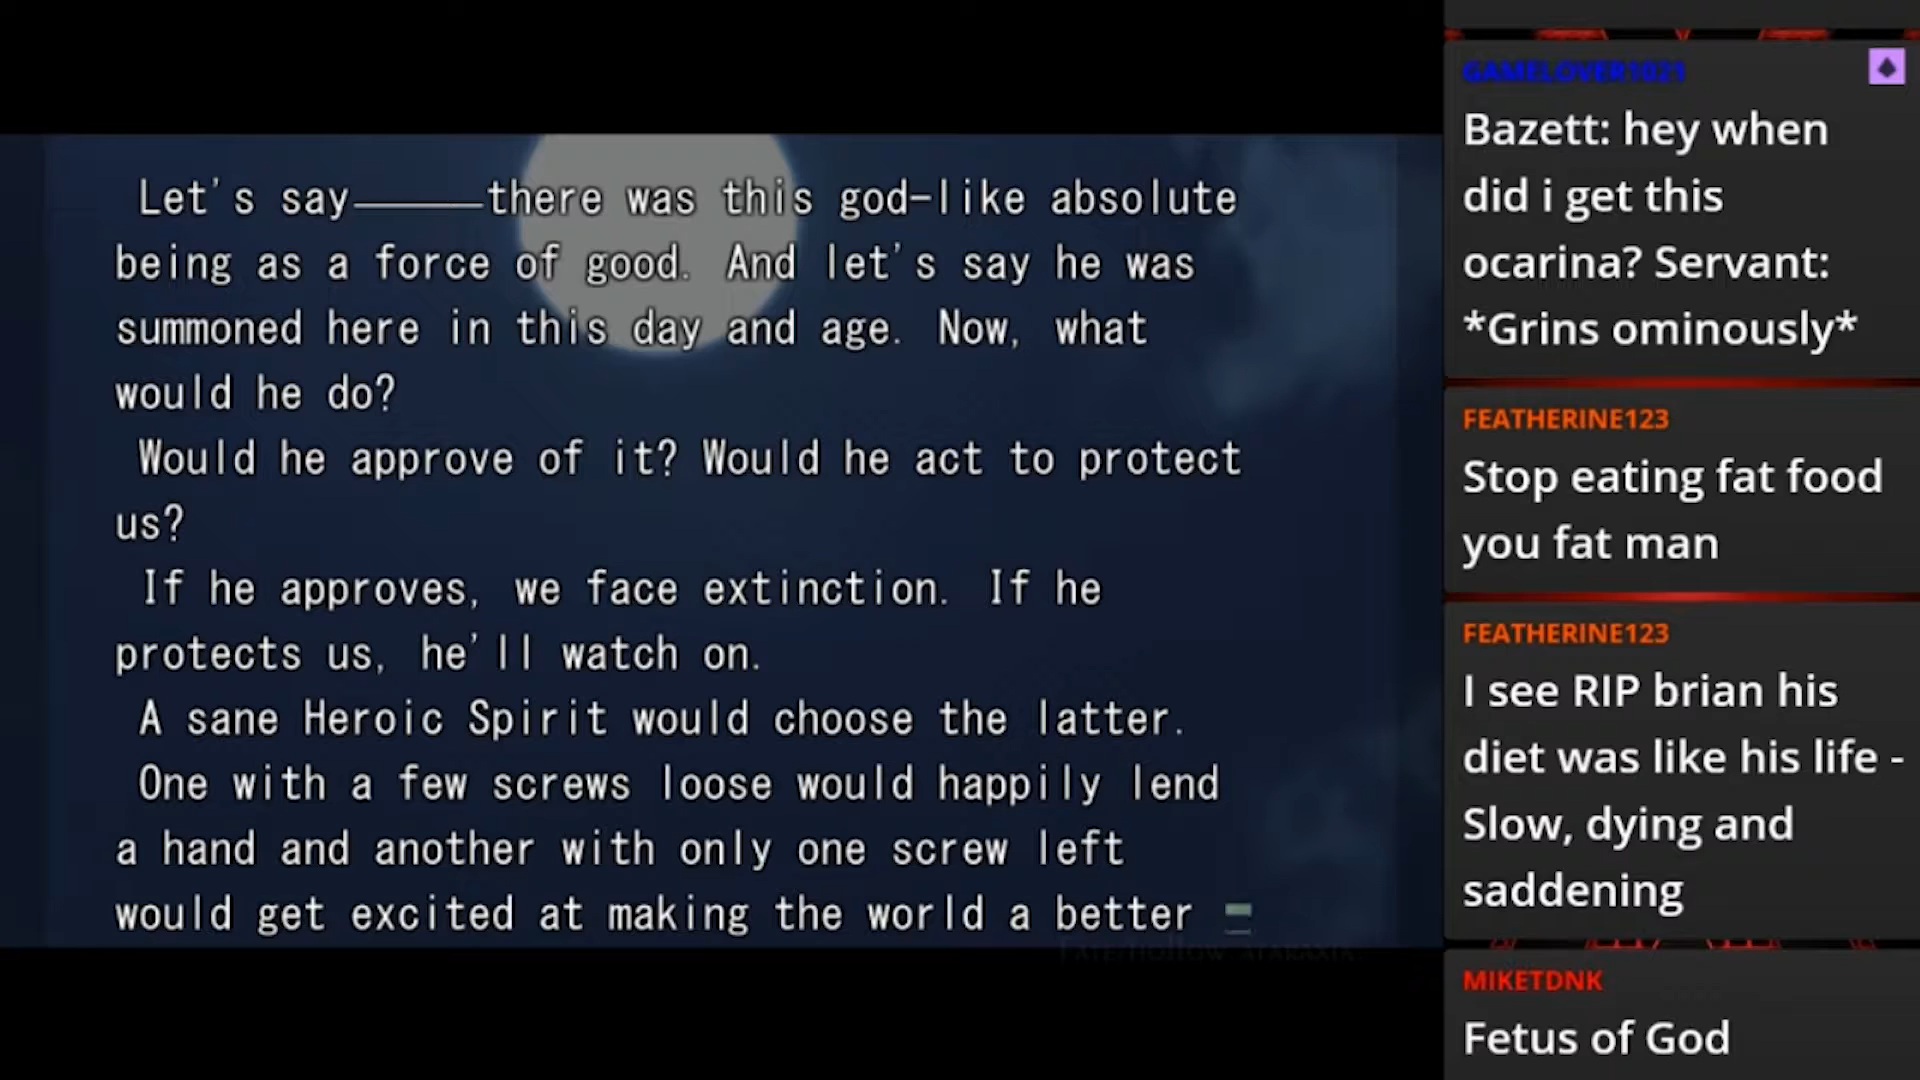 Let's say———there was this god-like absolute
being as a force of good. And let's say he was
summoned here in this day and age. Now, what
would he do?
Would he approve of it? Would he act to protect
us?
If he approves, we face extinction. If he
protects us, he'll watch on.
A sane Heroic Spirit would choose the latter.
One with a few screws loose would happily lend
a hand and another with only one screw left
would get excited at making the world a better
Fate/hollow ataraxia
GAMELOVER1021
Bazett: hey when
did i get this
ocarina? Servant:
*Grins ominously*
FEATHERINE123
Stop eating fat food
you fat man
FEATHERINE123
I see RIP brian his
diet was like his life -
Slow, dying and
saddening
MIKETDNK
Fetus of God